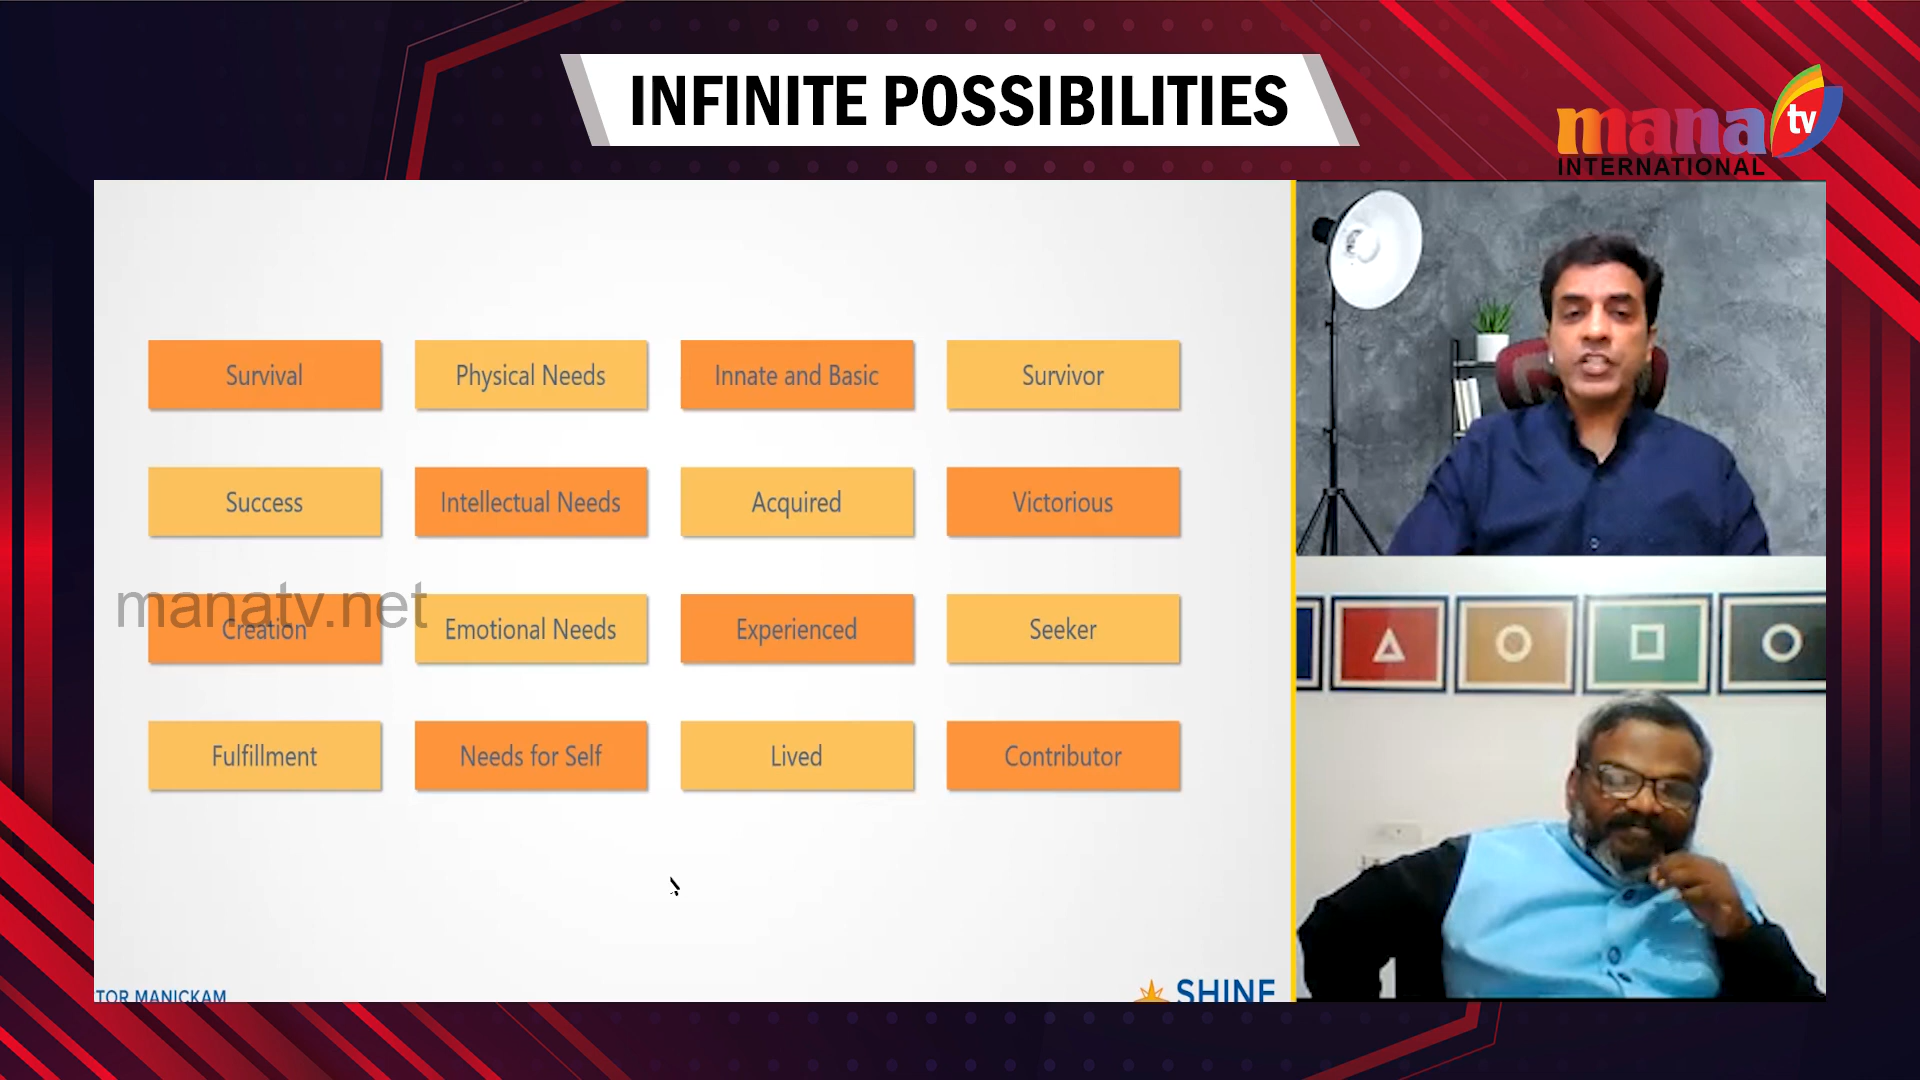 INFINITE POSSIBILITIES
mana tv
INTERNATIONAL
Survival Physical Needs Innate and Basic Survivor
Success Intellectual Needs Acquired Victorious
manatv.net
Creation Emotional Needs Experienced Seeker
Fulfillment Needs for Self Lived Contributor
TOR MANICKAM
SHINE